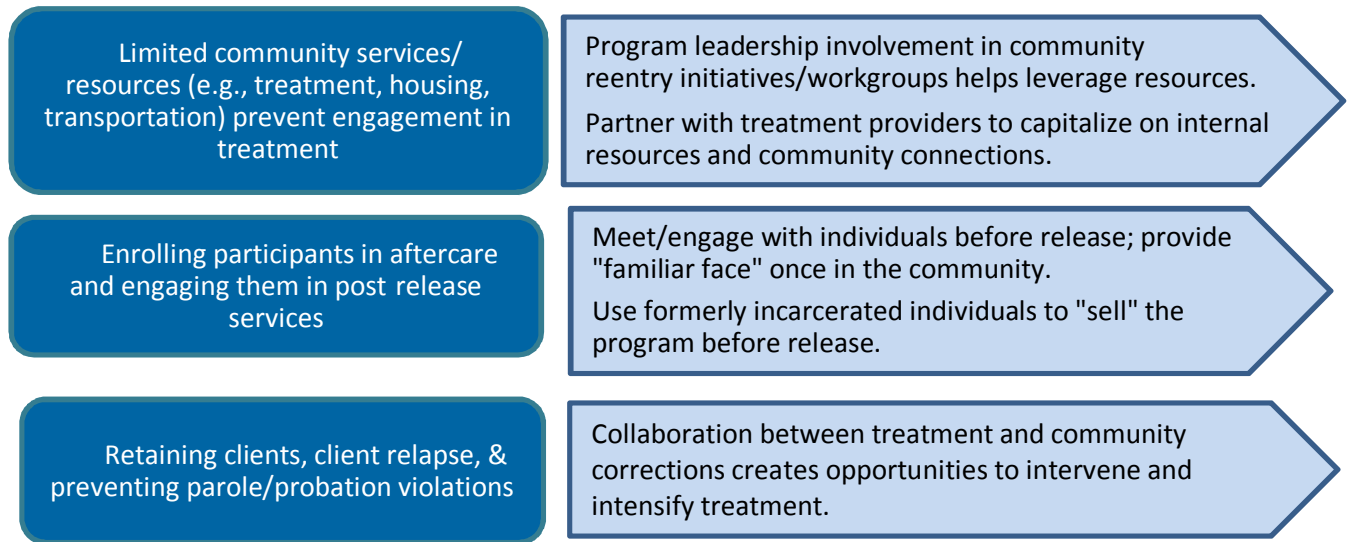 Limited community services/
resources (e.g., treatment, housing,
transportation) prevent engagement in
treatment
Program leadership involvement in community
reentry initiatives/workgroups helps leverage resources.
Partner with treatment providers to capitalize on internal
resources and community connections.
Enrolling participants in aftercare
and engaging them in post release
services
Meet/engage with individuals before release; provide
"familiar face" once in the community.
Use formerly incarcerated individuals to "sell" the
program before release.
Retaining clients, client relapse, &
preventing parole/probation violations
Collaboration between treatment and community
corrections creates opportunities to intervene and
intensify treatment.